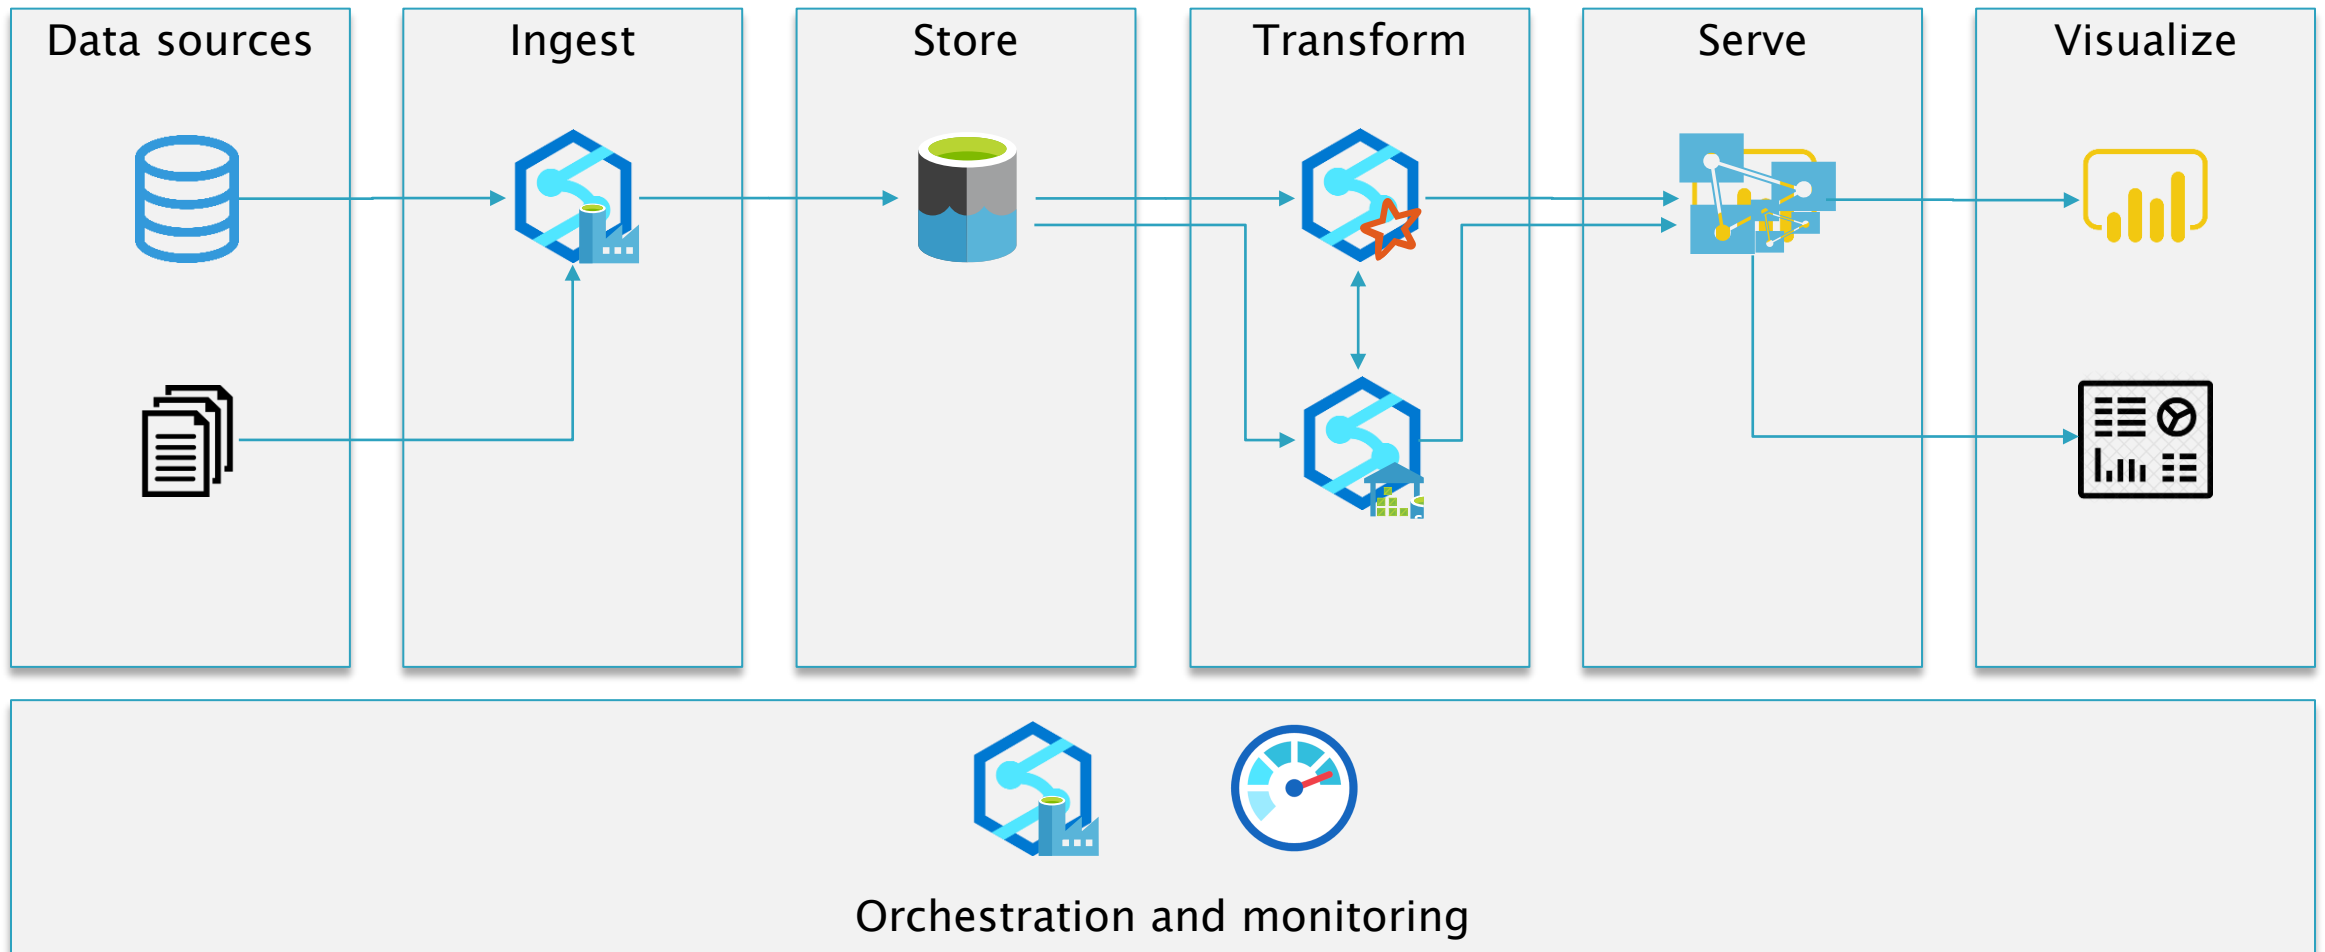 Data sources
Ingest
Store
Transform
Serve
Visualize
Orchestration and monitoring